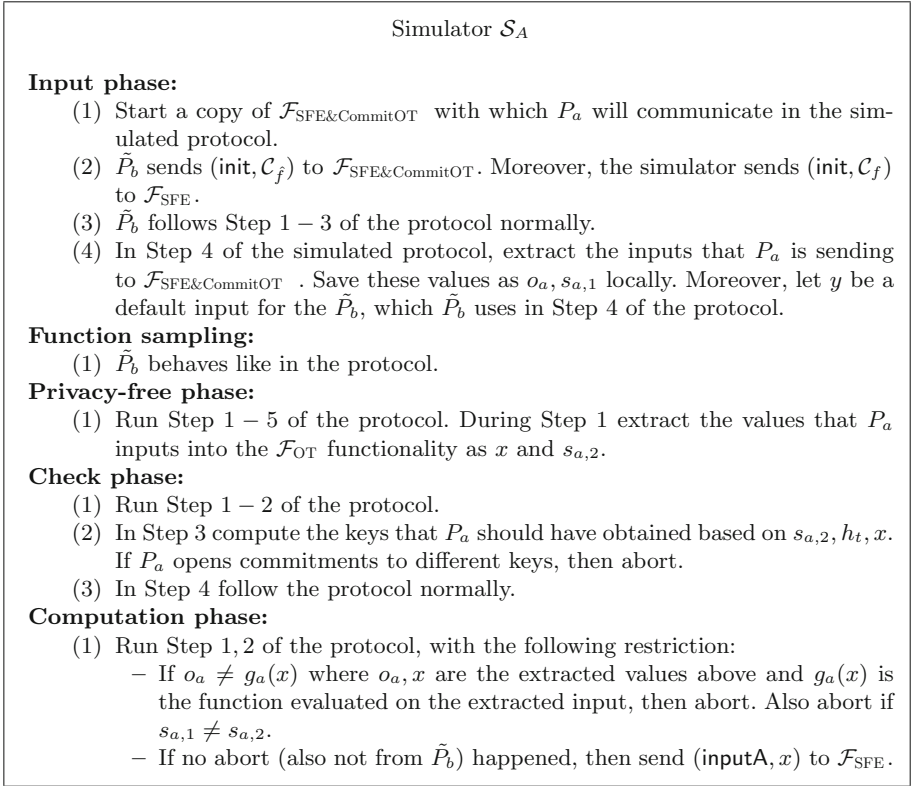 Simulator 𝒮_A
Input phase:
(1) Start a copy of ℱ_SFE&CommitOT with which P_a will communicate in the sim-
ulated protocol.
(2) P̃_b sends (init, 𝒞_f̂) to ℱ_SFE&CommitOT. Moreover, the simulator sends (init, 𝒞_f)
to ℱ_SFE.
(3) P̃_b follows Step 1 − 3 of the protocol normally.
(4) In Step 4 of the simulated protocol, extract the inputs that P_a is sending
to ℱ_SFE&CommitOT . Save these values as o_a, s_a,1 locally. Moreover, let y be a
default input for the P̃_b, which P̃_b uses in Step 4 of the protocol.
Function sampling:
(1) P̃_b behaves like in the protocol.
Privacy-free phase:
(1) Run Step 1 − 5 of the protocol. During Step 1 extract the values that P_a
inputs into the ℱ_OT functionality as x and s_a,2.
Check phase:
(1) Run Step 1 − 2 of the protocol.
(2) In Step 3 compute the keys that P_a should have obtained based on s_a,2, h_t, x.
If P_a opens commitments to different keys, then abort.
(3) In Step 4 follow the protocol normally.
Computation phase:
(1) Run Step 1, 2 of the protocol, with the following restriction:
– If o_a ≠ g_a(x) where o_a, x are the extracted values above and g_a(x) is
the function evaluated on the extracted input, then abort. Also abort if
s_a,1 ≠ s_a,2.
– If no abort (also not from P̃_b) happened, then send (inputA, x) to ℱ_SFE.